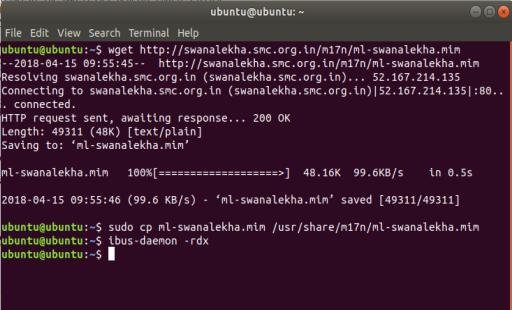 ubuntu@ubuntu: ~
File Edit View Search Terminal Help
ubuntu@ubuntu:~$ wget http://swanalekha.smc.org.in/m17n/ml-swanalekha.mim
--2018-04-15 09:55:45--  http://swanalekha.smc.org.in/m17n/ml-swanalekha.mim
Resolving swanalekha.smc.org.in (swanalekha.smc.org.in)... 52.167.214.135
Connecting to swanalekha.smc.org.in (swanalekha.smc.org.in)|52.167.214.135|:80..
. connected.
HTTP request sent, awaiting response... 200 OK
Length: 49311 (48K) [text/plain]
Saving to: ‘ml-swanalekha.mim’
ml-swanalekha.mim   100%[===================>]  48.16K  99.6KB/s    in 0.5s
2018-04-15 09:55:46 (99.6 KB/s) - ‘ml-swanalekha.mim’ saved [49311/49311]
ubuntu@ubuntu:~$ sudo cp ml-swanalekha.mim /usr/share/m17n/ml-swanalekha.mim
ubuntu@ubuntu:~$ ibus-daemon -rdx
ubuntu@ubuntu:~$